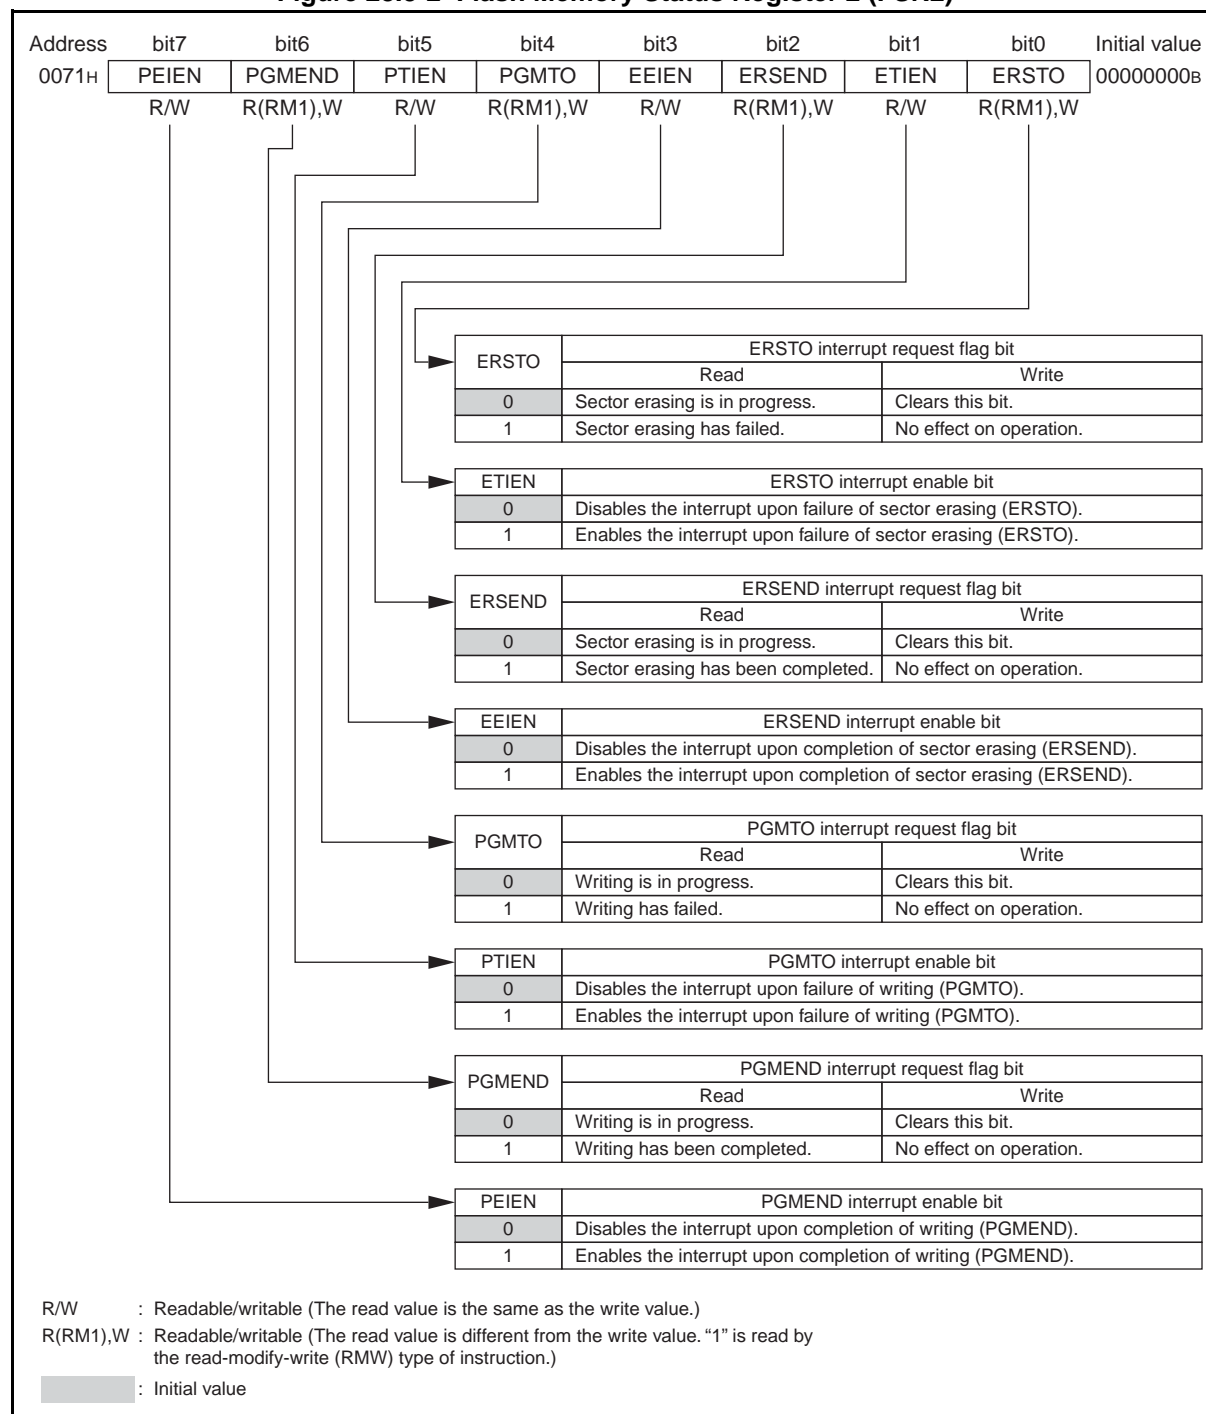 Address bit7 bit6 bit5 bit4 bit3 bit2 bit1 bit0 Initial value
0071H PEIEN PGMEND PTIEN PGMTO EEIEN ERSEND ETIEN ERSTO 00000000B
R/W R(RM1),W R/W R(RM1),W R/W R(RM1),W R/W R(RM1),W
ERSTO ERSTO interrupt request flag bit
Read Write
0 Sector erasing is in progress. Clears this bit.
1 Sector erasing has failed. No effect on operation.
ETIEN ERSTO interrupt enable bit
0 Disables the interrupt upon failure of sector erasing (ERSTO).
1 Enables the interrupt upon failure of sector erasing (ERSTO).
ERSEND ERSEND interrupt request flag bit
Read Write
0 Sector erasing is in progress. Clears this bit.
1 Sector erasing has been completed. No effect on operation.
EEIEN ERSEND interrupt enable bit
0 Disables the interrupt upon completion of sector erasing (ERSEND).
1 Enables the interrupt upon completion of sector erasing (ERSEND).
PGMTO PGMTO interrupt request flag bit
Read Write
0 Writing is in progress. Clears this bit.
1 Writing has failed. No effect on operation.
PTIEN PGMTO interrupt enable bit
0 Disables the interrupt upon failure of writing (PGMTO).
1 Enables the interrupt upon failure of writing (PGMTO).
PGMEND PGMEND interrupt request flag bit
Read Write
0 Writing is in progress. Clears this bit.
1 Writing has been completed. No effect on operation.
PEIEN PGMEND interrupt enable bit
0 Disables the interrupt upon completion of writing (PGMEND).
1 Enables the interrupt upon completion of writing (PGMEND).
R/W : Readable/writable (The read value is the same as the write value.)
R(RM1),W : Readable/writable (The read value is different from the write value. “1” is read by
the read-modify-write (RMW) type of instruction.)
: Initial value